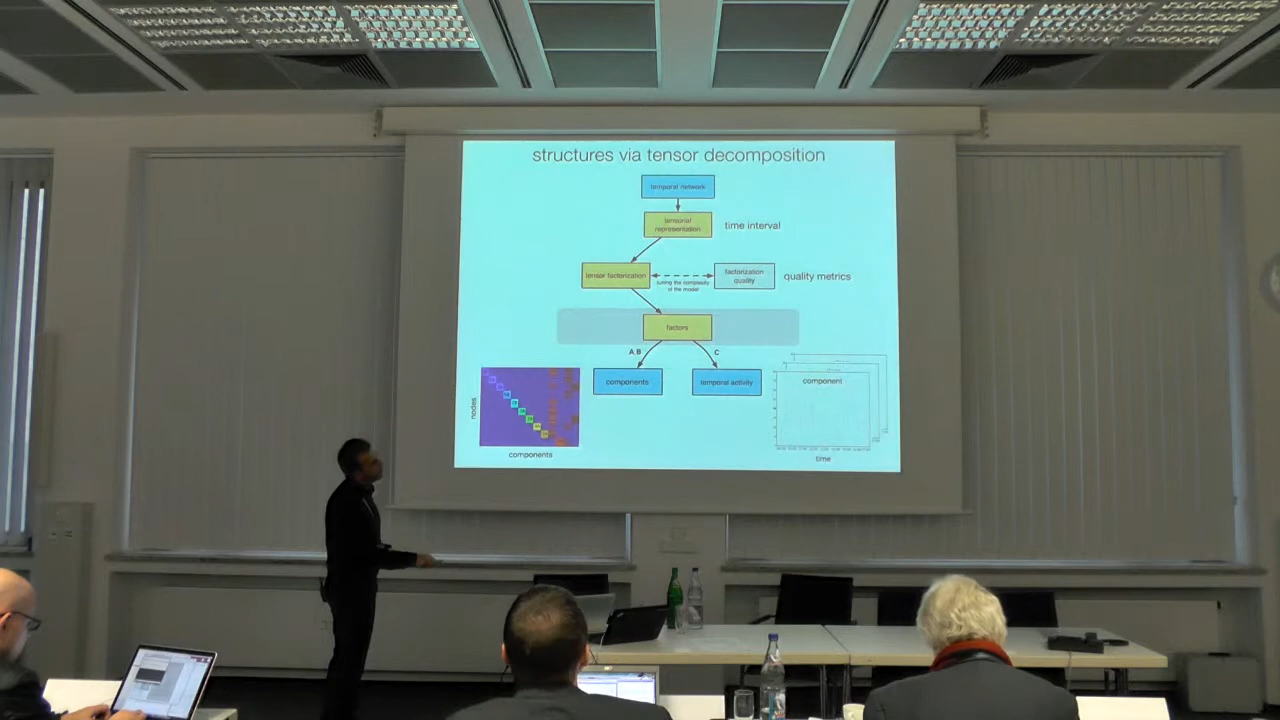 structures via tensor decomposition
temporal network
tensorial
representation
time interval
tensor factorization
factorization
quality
quality metrics
tuning the complexity
of the model
factors
A,B
C
components
temporal activity
component
nodes
components
time